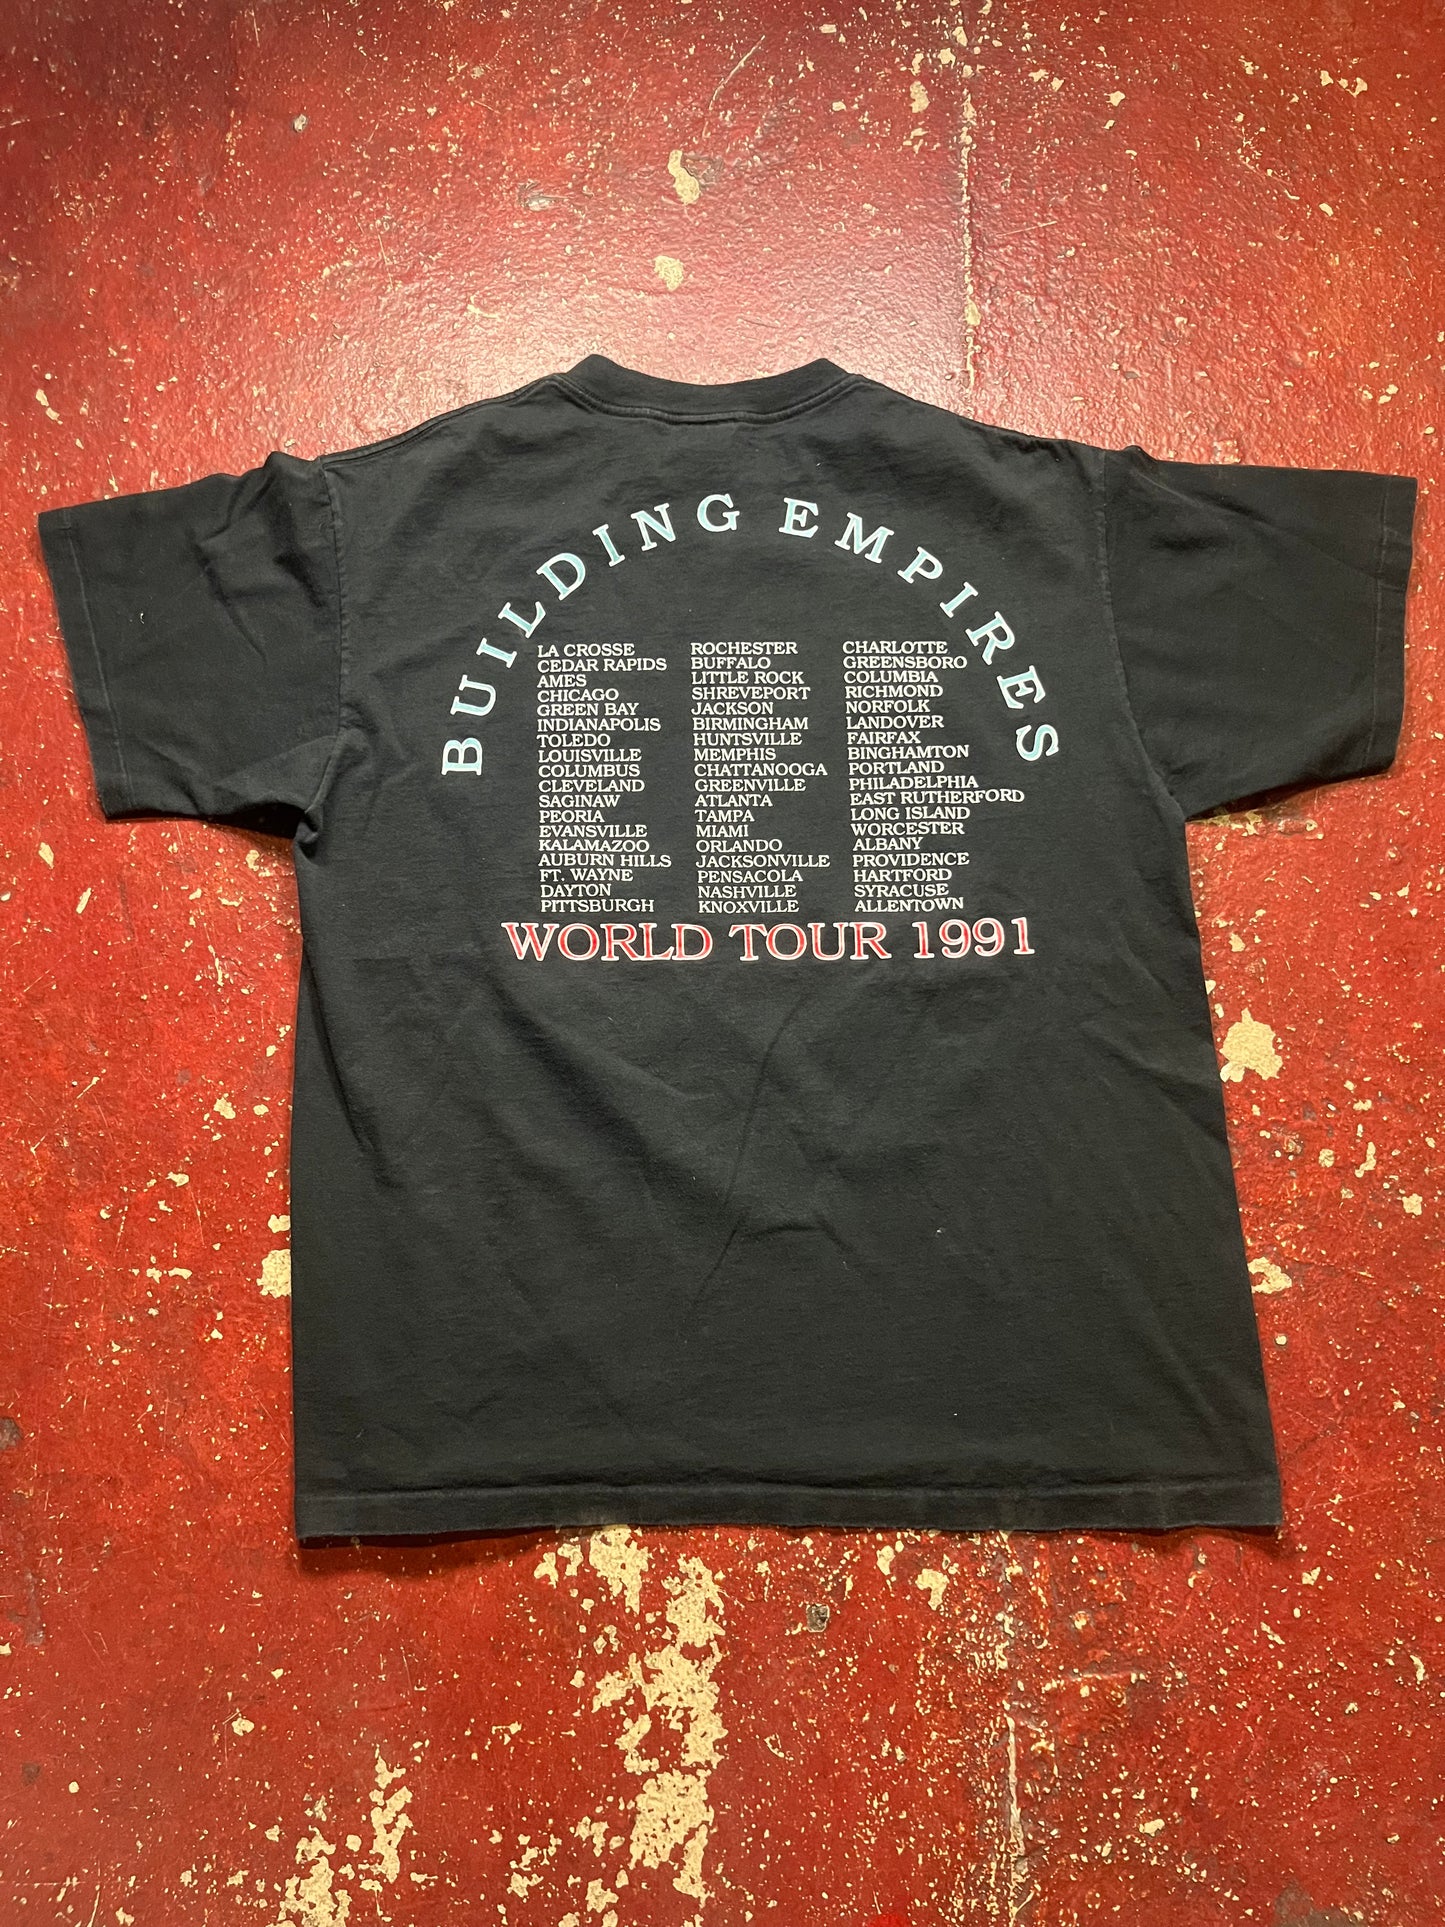 BUILDING EMPIRES
LA CROSSE
CEDAR RAPIDS
AMES
CHICAGO
GREEN BAY
INDIANAPOLIS
TOLEDO
LOUISVILLE
COLUMBUS
CLEVELAND
SAGINAW
PEORIA
EVANSVILLE
KALAMAZOO
AUBURN HILLS
FT. WAYNE
DAYTON
PITTSBURGH
ROCHESTER
BUFFALO
LITTLE ROCK
SHREVEPORT
JACKSON
BIRMINGHAM
HUNTSVILLE
MEMPHIS
CHATTANOOGA
GREENVILLE
ATLANTA
TAMPA
MIAMI
ORLANDO
JACKSONVILLE
PENSACOLA
NASHVILLE
KNOXVILLE
CHARLOTTE
GREENSBORO
COLUMBIA
RICHMOND
NORFOLK
LANDOVER
FAIRFAX
BINGHAMTON
PORTLAND
PHILADELPHIA
EAST RUTHERFORD
LONG ISLAND
WORCESTER
ALBANY
PROVIDENCE
HARTFORD
SYRACUSE
ALLENTOWN
WORLD TOUR 1991